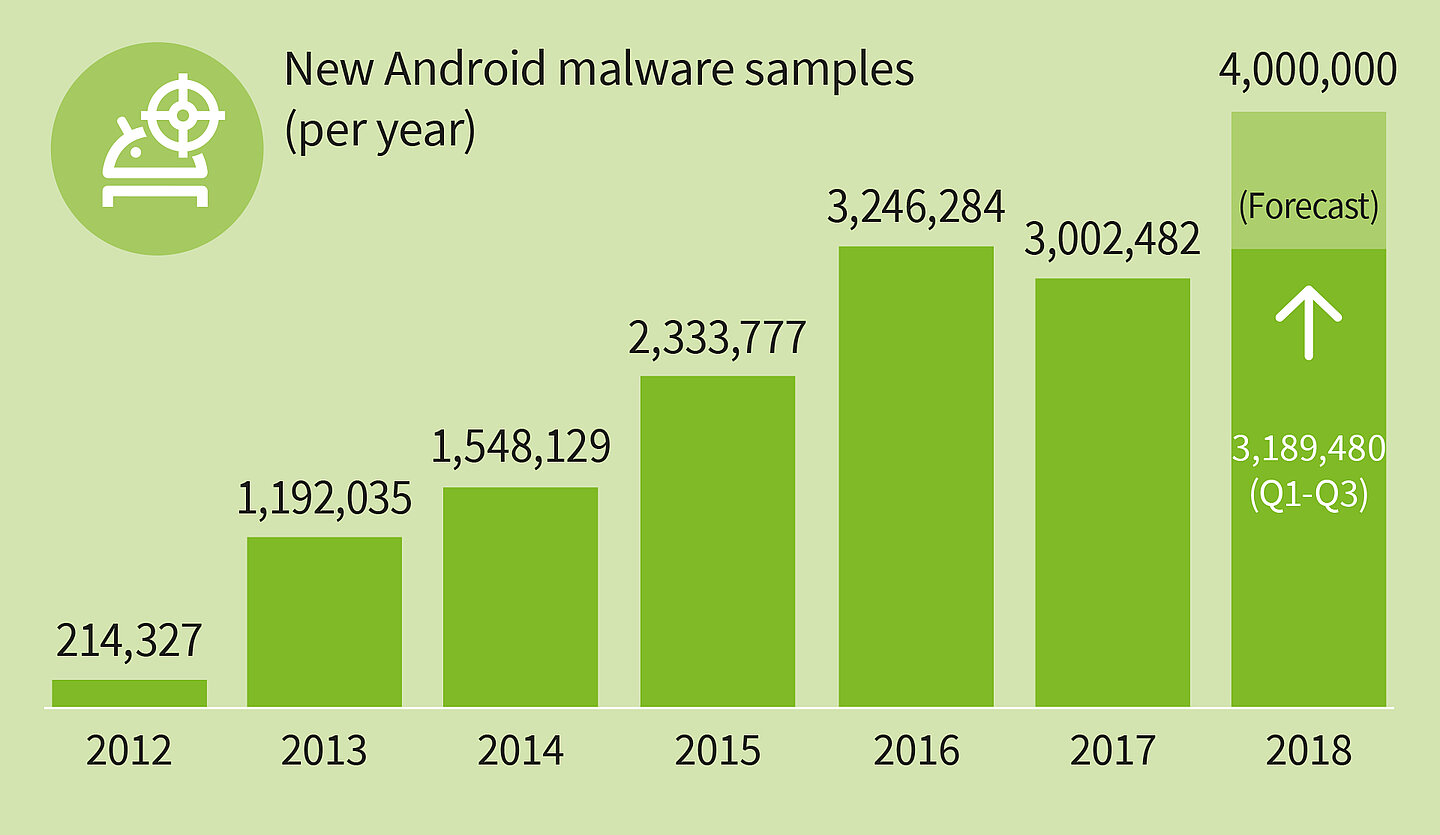 New Android malware samples
(per year)
4,000,000
(Forecast)
3,246,284
3,002,482
2,333,777
3,189,480
(Q1-Q3)
1,548,129
1,192,035
214,327
2012 2013 2014 2015 2016 2017 2018